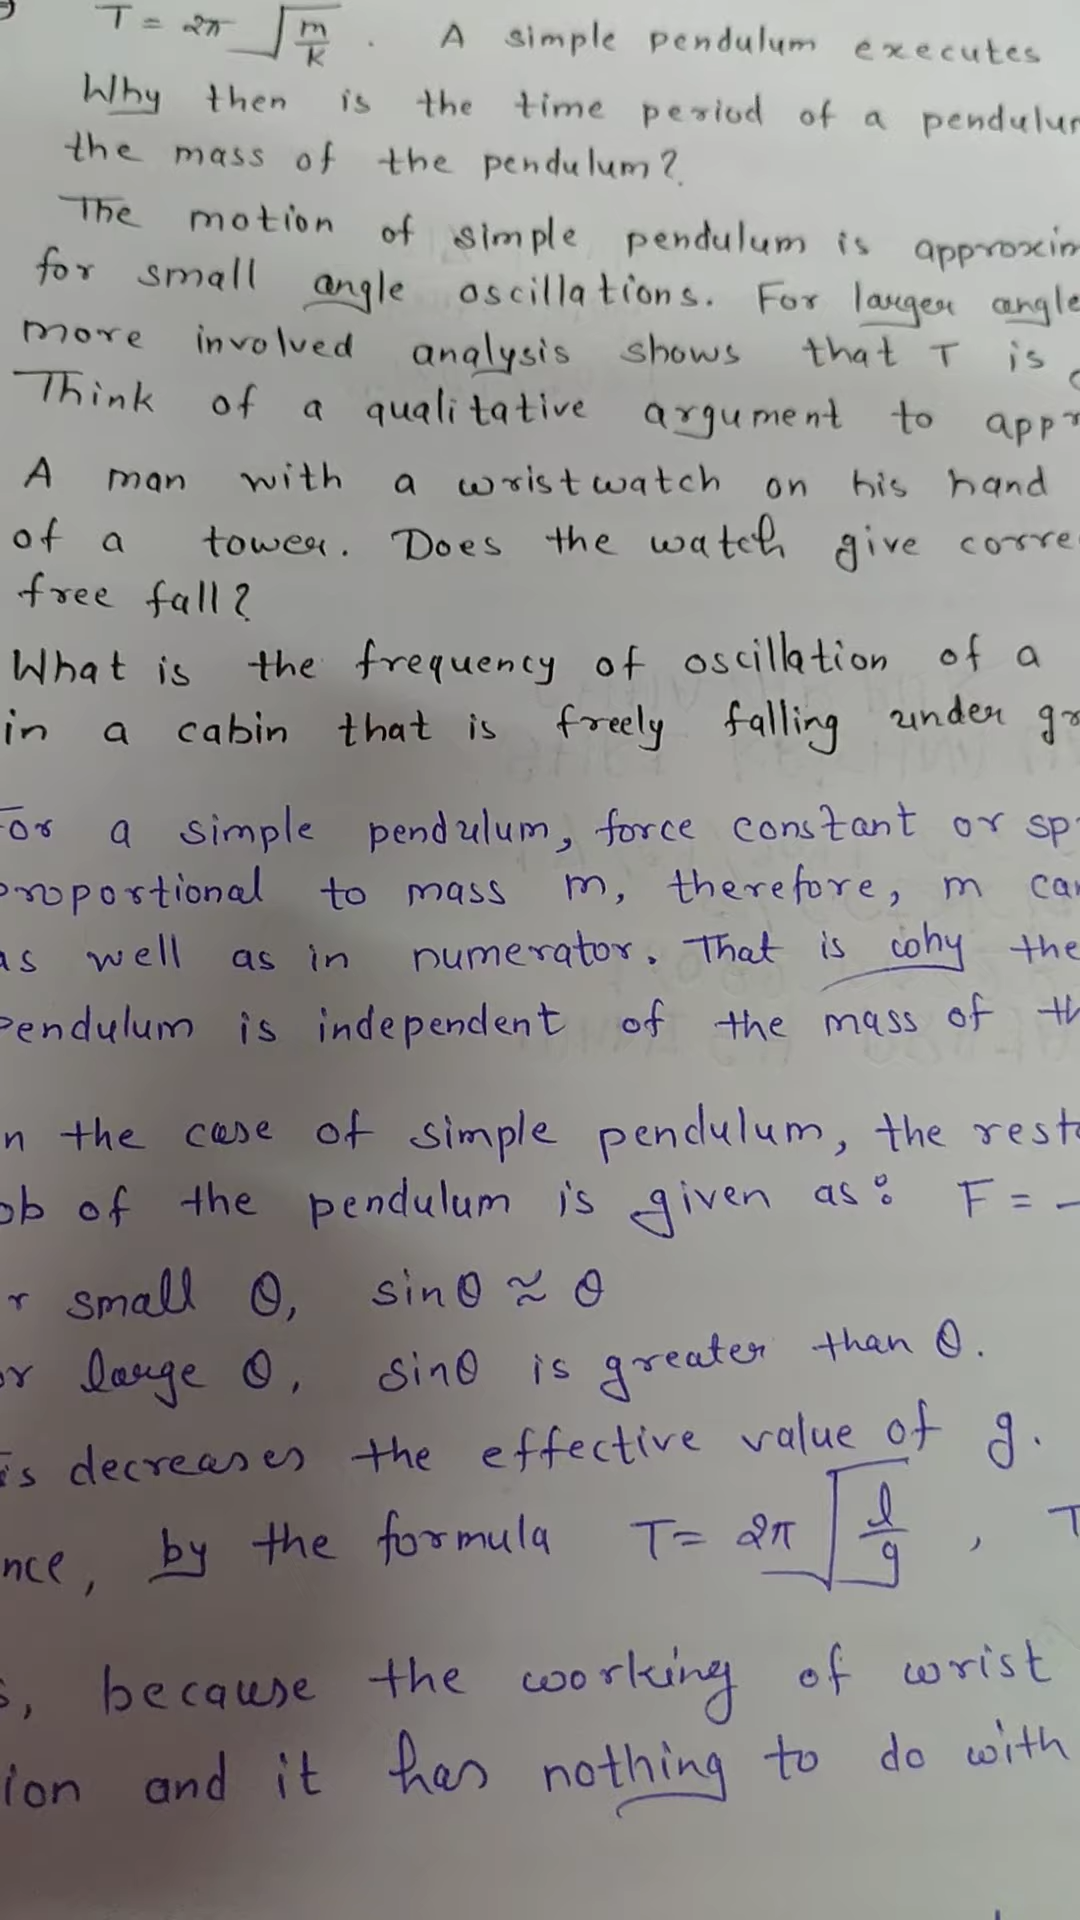 T = 2π √m/k . A simple pendulum executes
Why then is the time period of a
the mass of the pendulum?
The motion of simple pendulum is
for small angle oscillations. For larger angle
more involved analysis shows that T is
Think of a qualitative argument to
A man with a wristwatch on his hand
of a tower. Does the watch give
free fall?
What is the frequency of oscillation of a
in a cabin that is freely falling under
a simple pendulum, force constant or
to mass m, therefore, m
well as in numerator. That is why the
is independent of the mass of
the case of simple pendulum, the
of the pendulum is given as: F = -
small θ, sinθ ≈ θ
large θ, sinθ is greater than θ.
decreases the effective value of g.
by the formula T = 2π √l/g , T
because the working of wrist
and it has nothing to do with